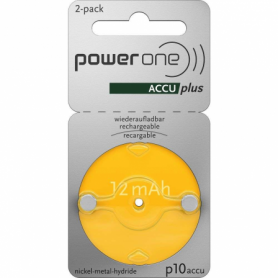 2-pack
power one
ACCU plus
wiederaufladbar
rechargeable
recargable
12 mAh
nickel-metal-hydride
p10accu